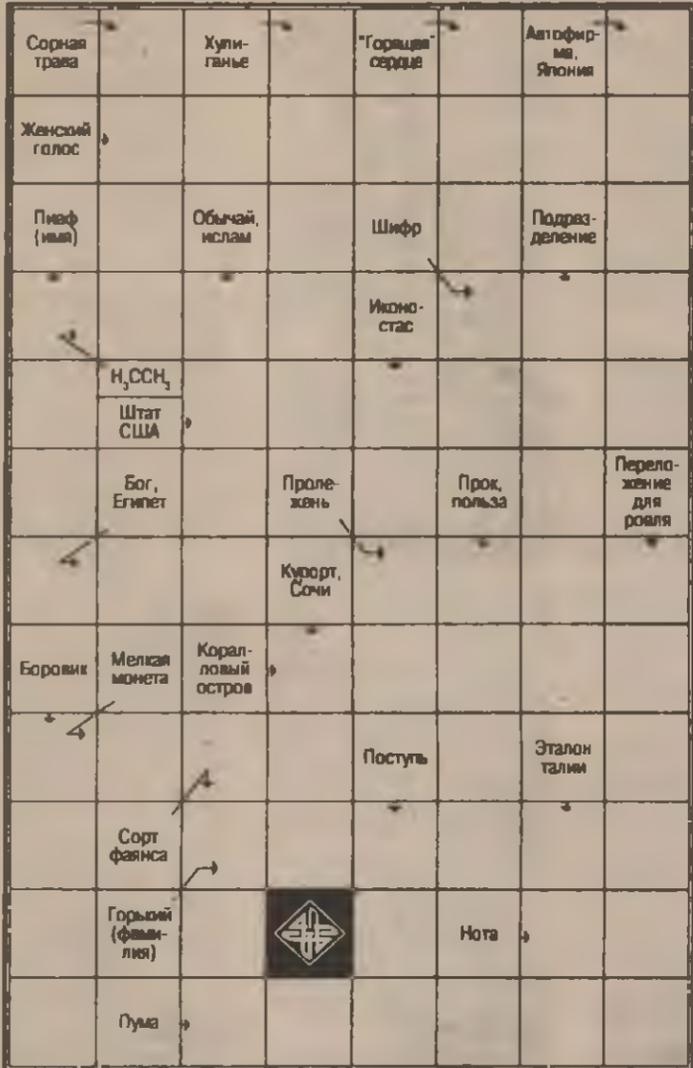 Сорная
трава
Хули-
ганье
"Горящее"
сердце
Автофир-
ма,
Япония
Женский
голос
Пиаф
(имя)
Обычай,
ислам
Шифр
Подраз-
деление
Иконо-
стас
H₃CCH₃
Штат
США
Бог,
Египет
Проле-
жень
Прок,
польза
Перело-
жение
для
рояля
Курорт,
Сочи
Боровик
Мелкая
монета
Корал-
ловый
остров
Поступь
Эталон
талии
Сорт
фаянса
Горький
(фами-
лия)
Нота
Пума